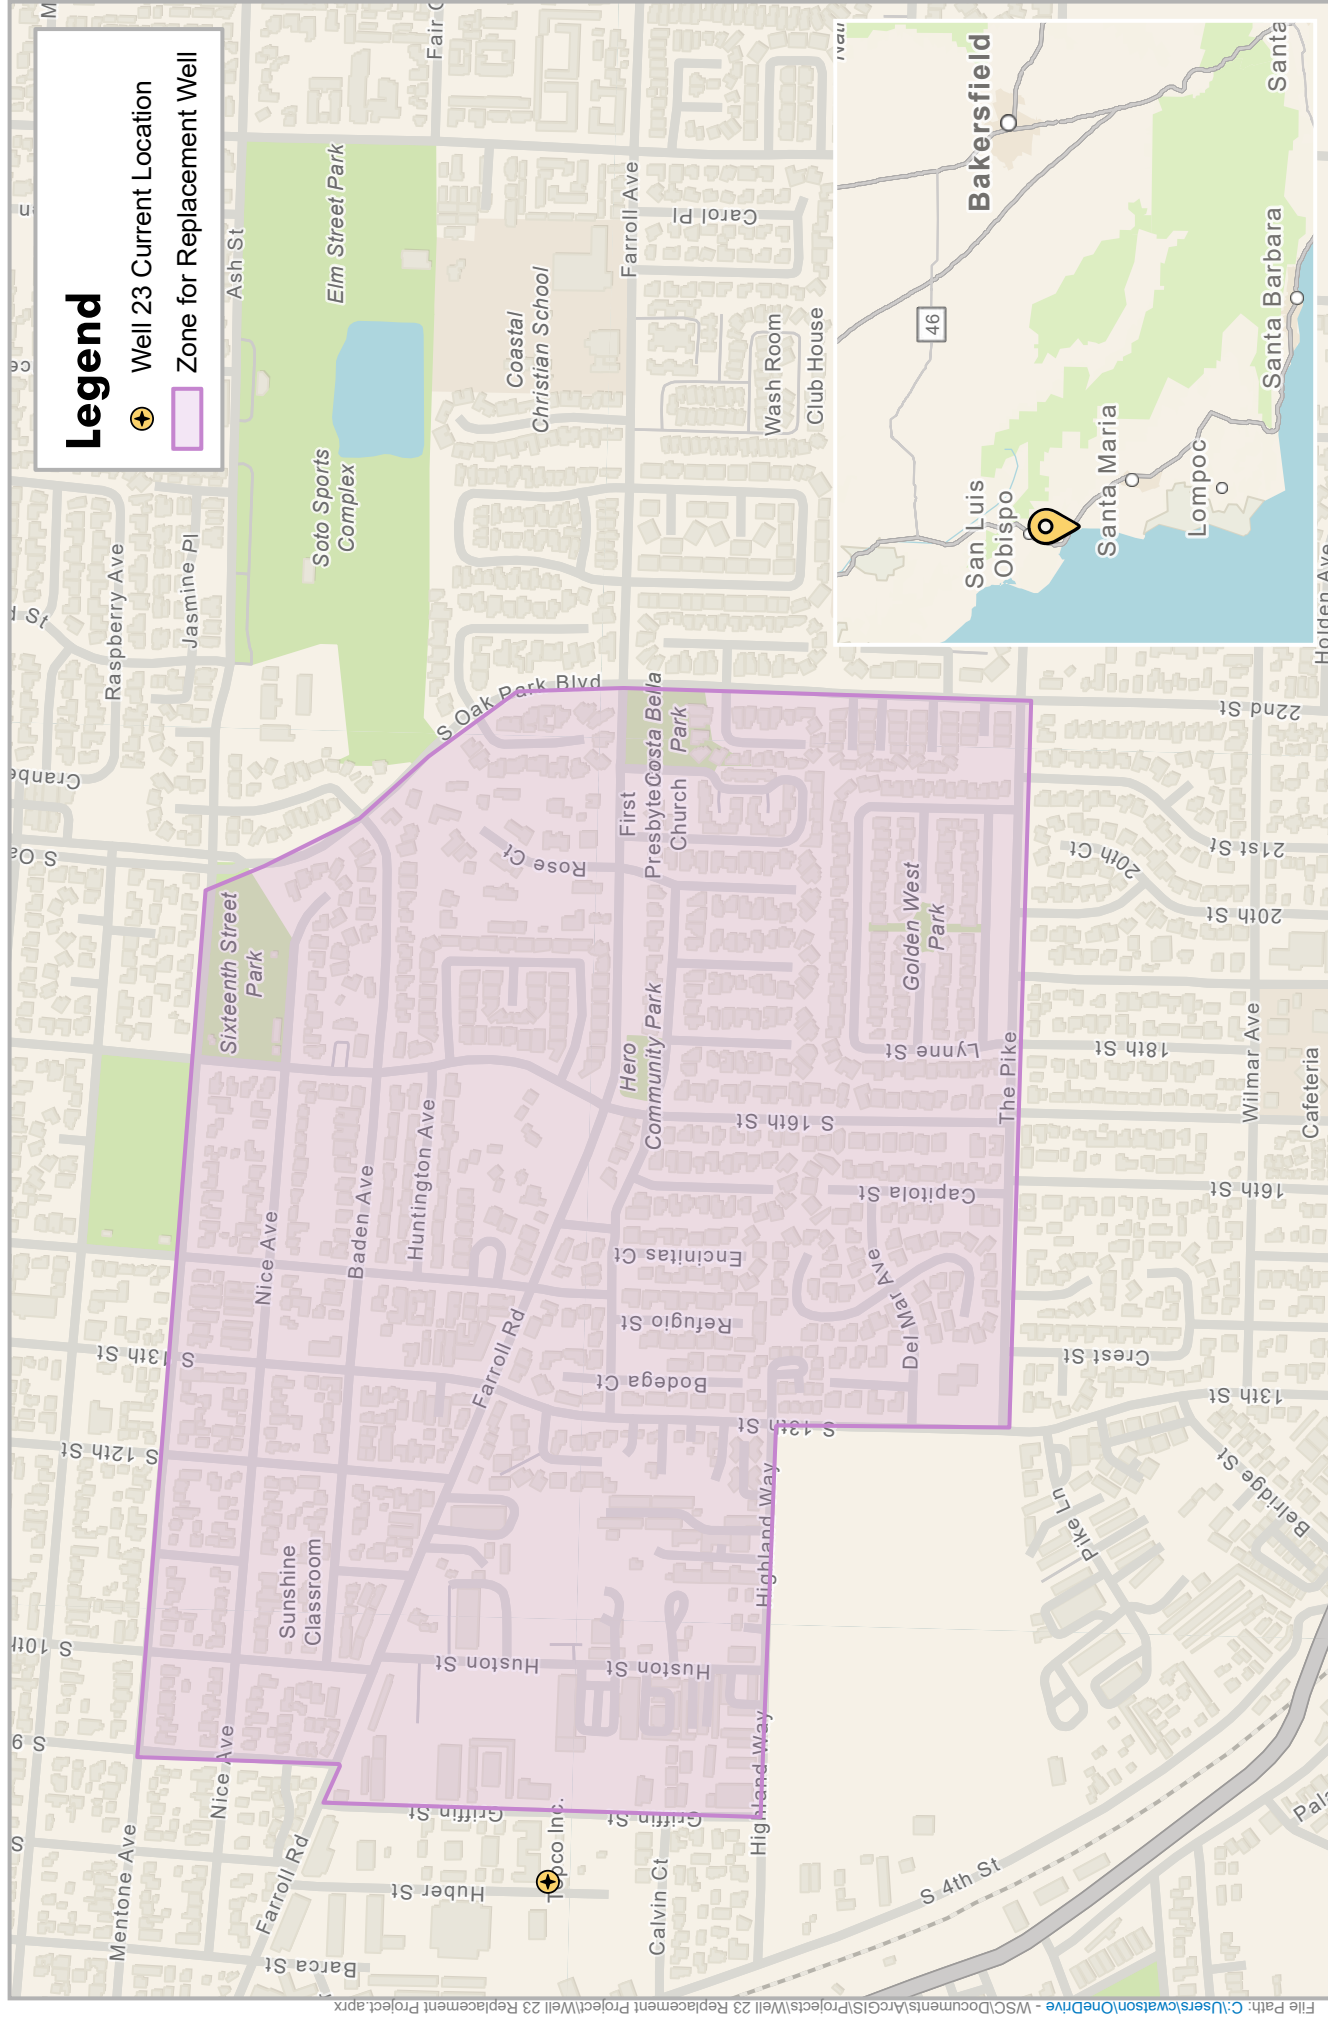 Legend
Well 23 Current Location
Zone for Replacement Well
Ash St
Elm Street Park
Soto Sports
Complex
Coastal
Christian School
Farroll Ave
Carol Pl
Wash Room
Club House
Raspberry Ave
Jasmine Pl
S Oak Park Blvd
Costa Bella
Park
First
Church
Rose Ct
Sixteenth Street
Park
Golden West
Park
Lynne St
The Pike
Hero
Community Park
S 16th St
Capitola St
Huntington Ave
Baden Ave
Nice Ave
Encinitas Ct
Refugio St
Bodega Ct
Del Mar Ave
Farroll Rd
S 13th St
S 13th St
S 12th St
Sunshine
Classroom
S 10th
Huston St
Huston St
Highland Way
Highland Way
Nice Ave
Griffin St
Griffin St
Mentone Ave
Farroll Rd
Huber St
Calvin Ct
Barca St
S 4th St
Pike Ln
Belridge St
13th St
Crest St
16th St
18th St
20th St
20th Ct
21st St
22nd St
Wilmar Ave
Cafeteria
Holden Ave
Bakersfield
46
San Luis
Obispo
Santa Maria
Lompoc
Santa Barbara
Santa
File Path: C:\Users\cwatson\OneDrive - WSC\Documents\ArcGIS\Projects\Well 23 Replacement Project\Well 23 Replacement Project.aprx